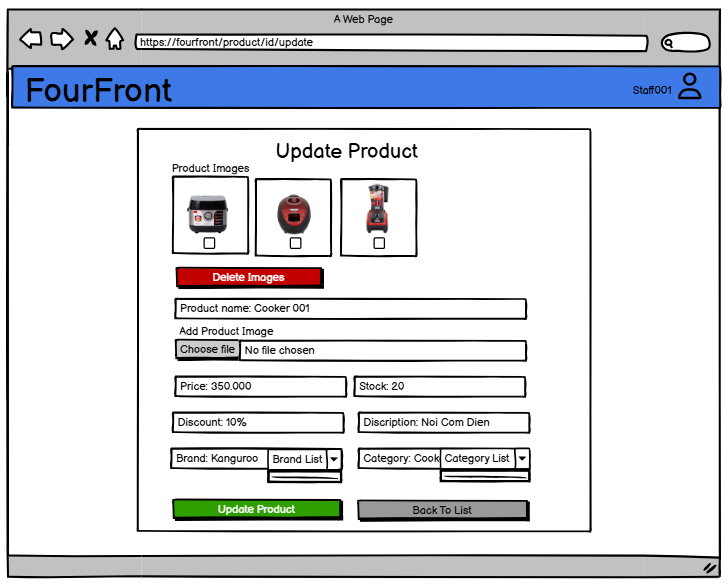 A Web Page
https://fourfront/product/id/update
FourFront
Staff001
Update Product
Product Images
Delete Images
Product name: Cooker 001
Add Product Image
Choose file No file chosen
Price: 350.000 Stock: 20
Discount: 10% Discription: Noi Com Dien
Brand: Kanguroo Brand List Category: Cook Category List
Update Product Back To List